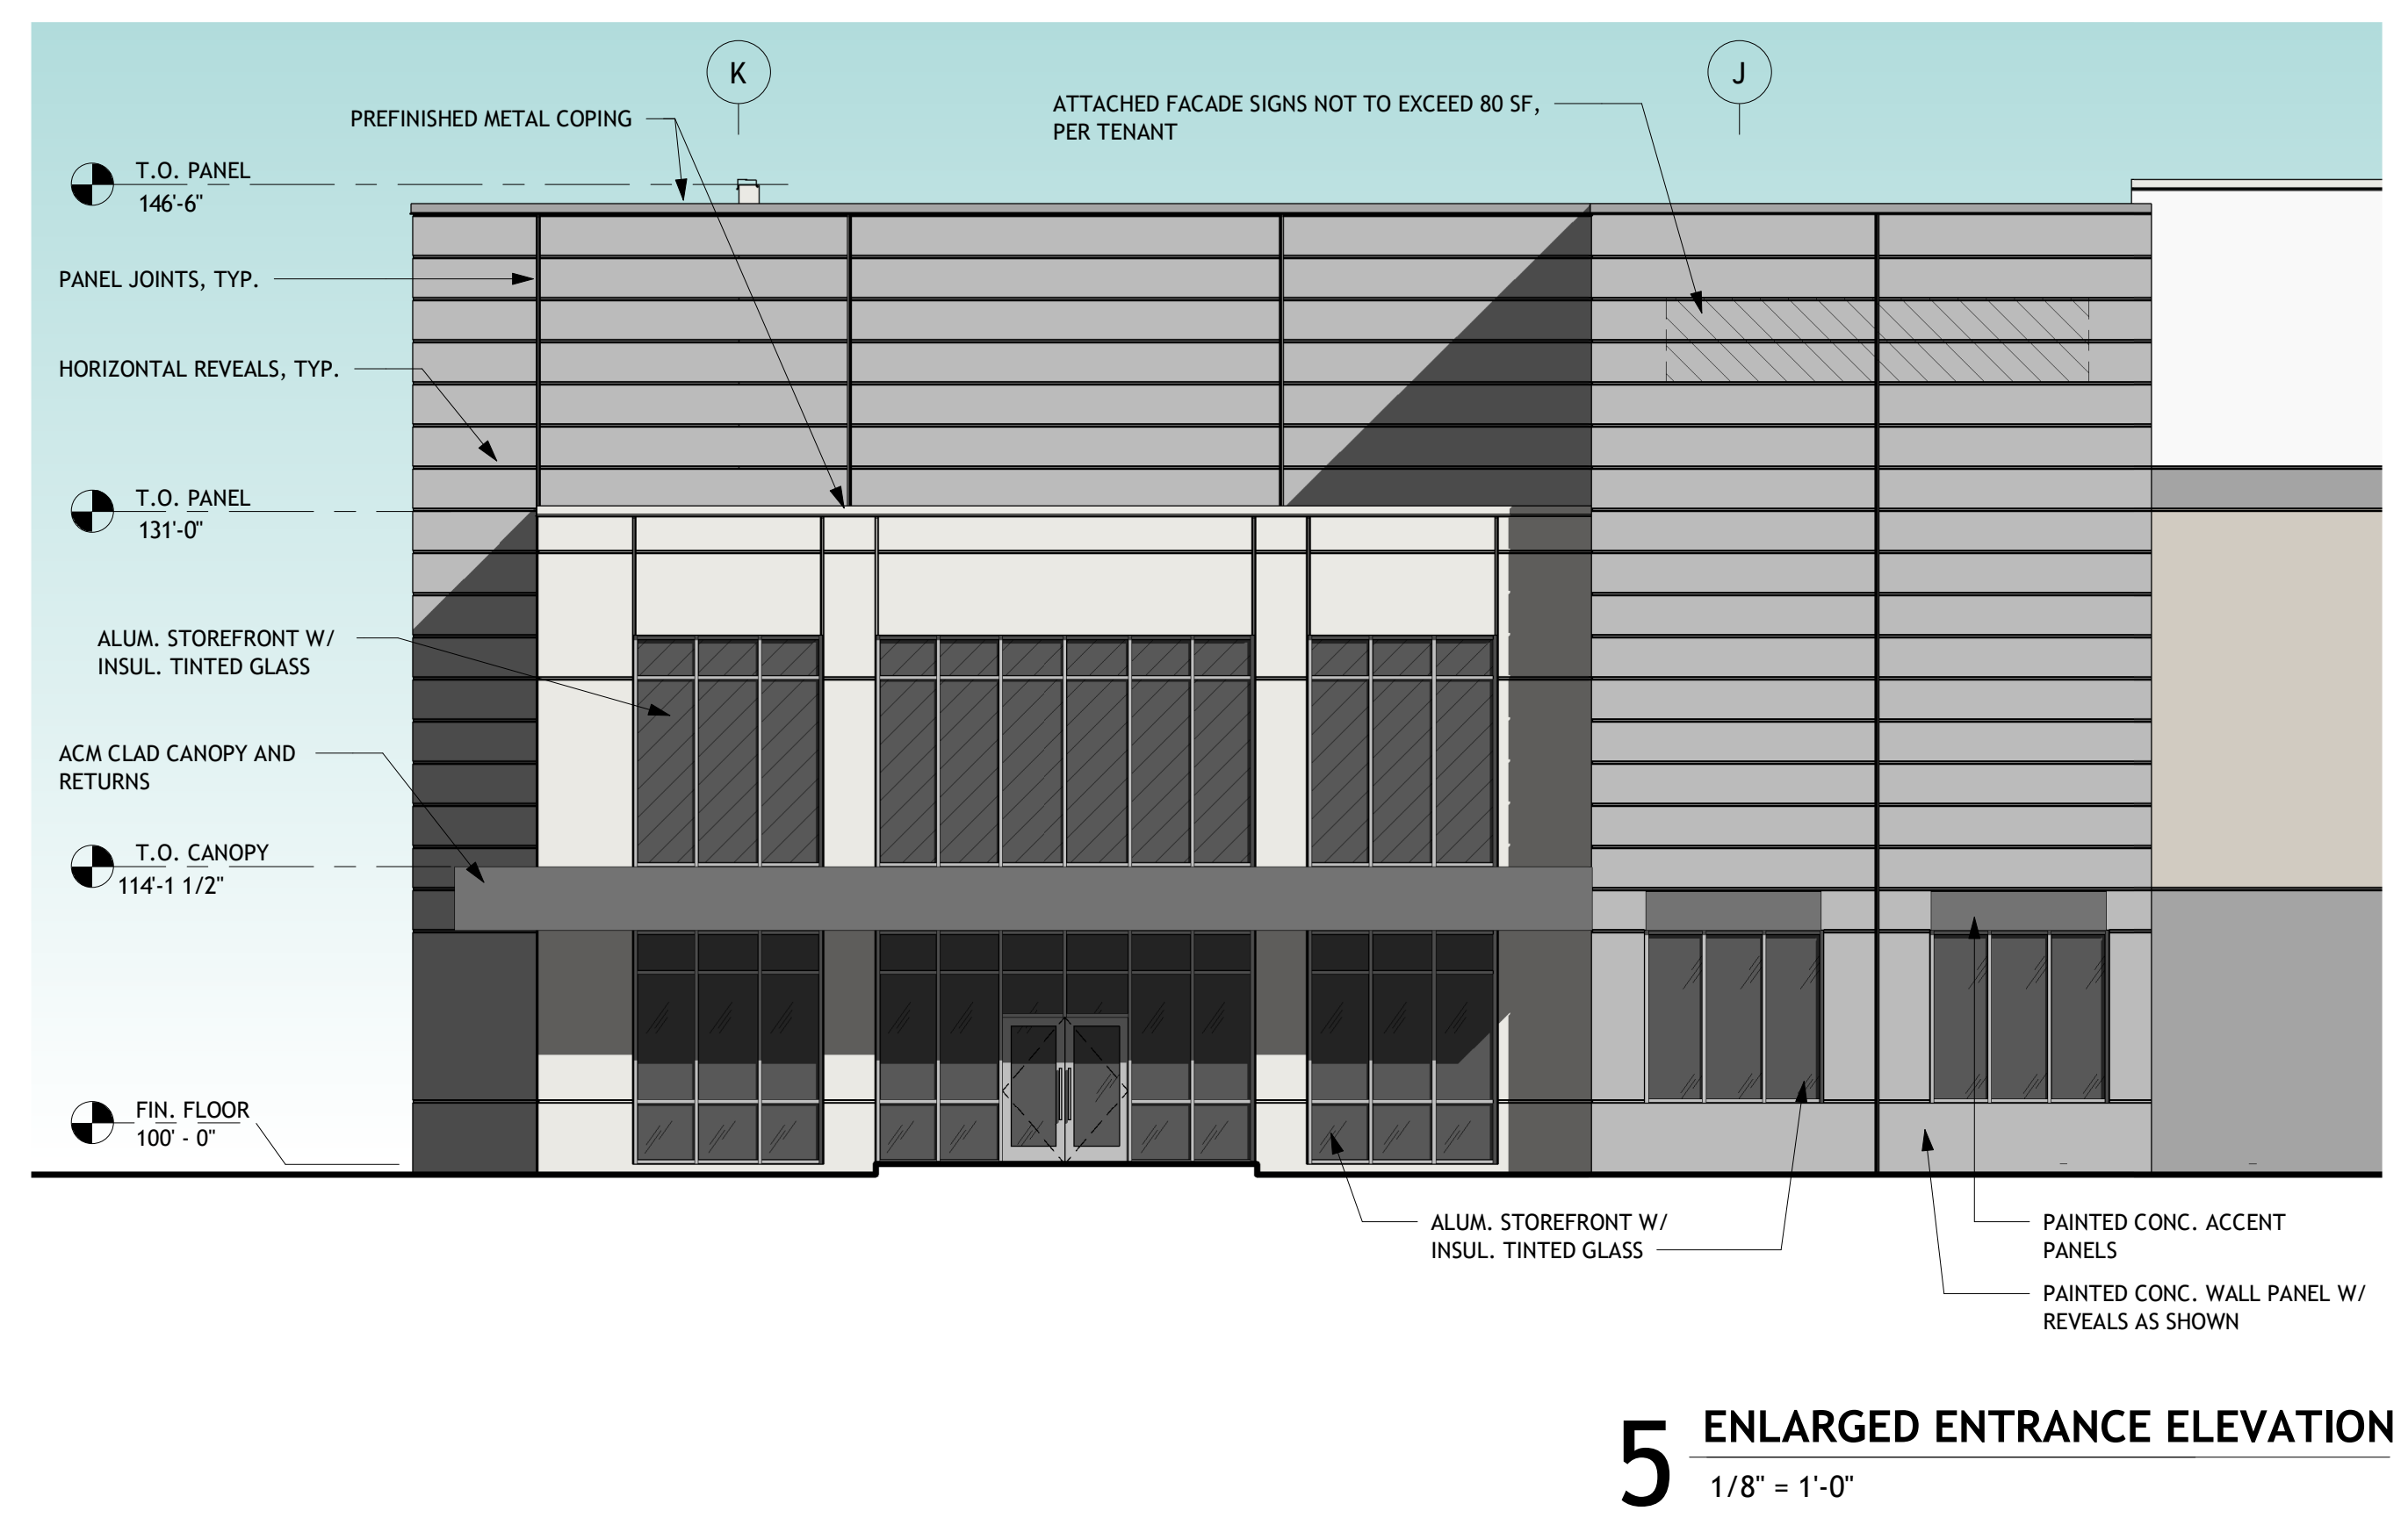 K
J
PREFINISHED METAL COPING
ATTACHED FACADE SIGNS NOT TO EXCEED 80 SF,
PER TENANT
T.O. PANEL
146'-6"
PANEL JOINTS, TYP.
HORIZONTAL REVEALS, TYP.
T.O. PANEL
131'-0"
ALUM. STOREFRONT W/
INSUL. TINTED GLASS
ACM CLAD CANOPY AND
RETURNS
T.O. CANOPY
114'-1 1/2"
FIN. FLOOR
100' - 0"
ALUM. STOREFRONT W/
INSUL. TINTED GLASS
PAINTED CONC. ACCENT
PANELS
PAINTED CONC. WALL PANEL W/
REVEALS AS SHOWN
5 ENLARGED ENTRANCE ELEVATION
1/8" = 1'-0"